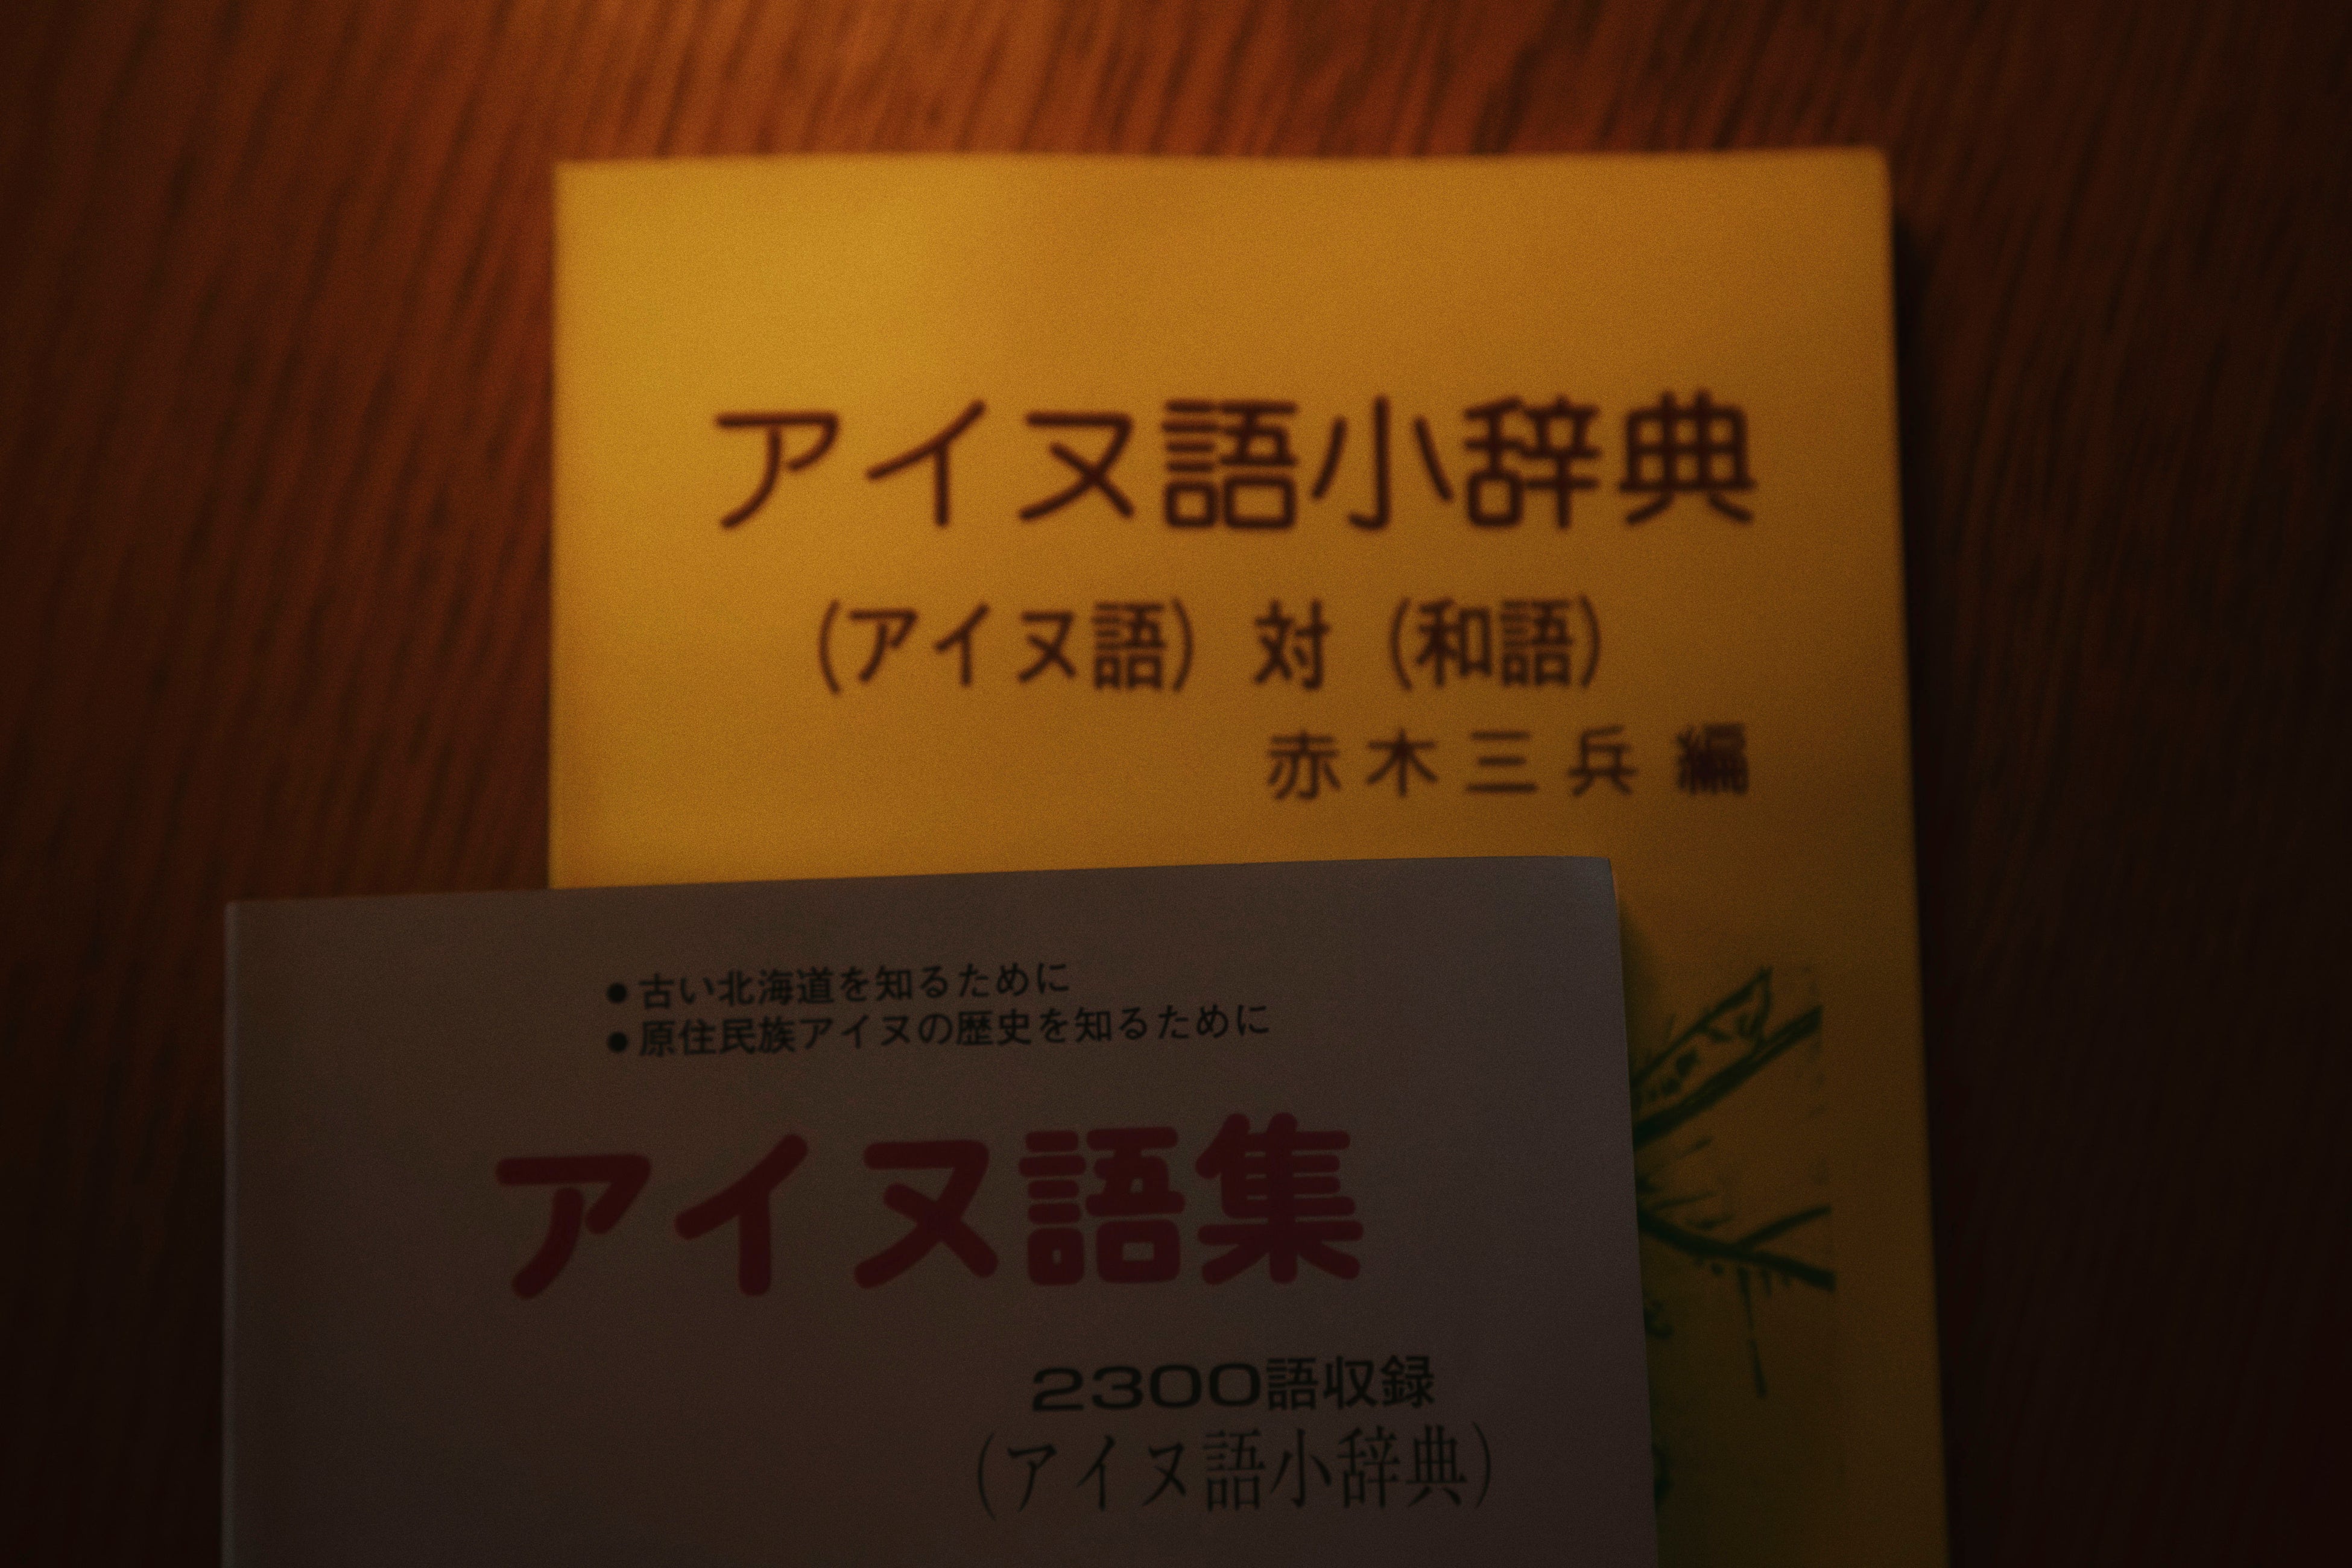 アイヌ語小辞典
(アイヌ語) 対 (和語)
赤木三兵 編
●古い北海道を知るために
●原住民族アイヌの歴史を知るために
アイヌ語集
2300語収録
(アイヌ語小辞典)